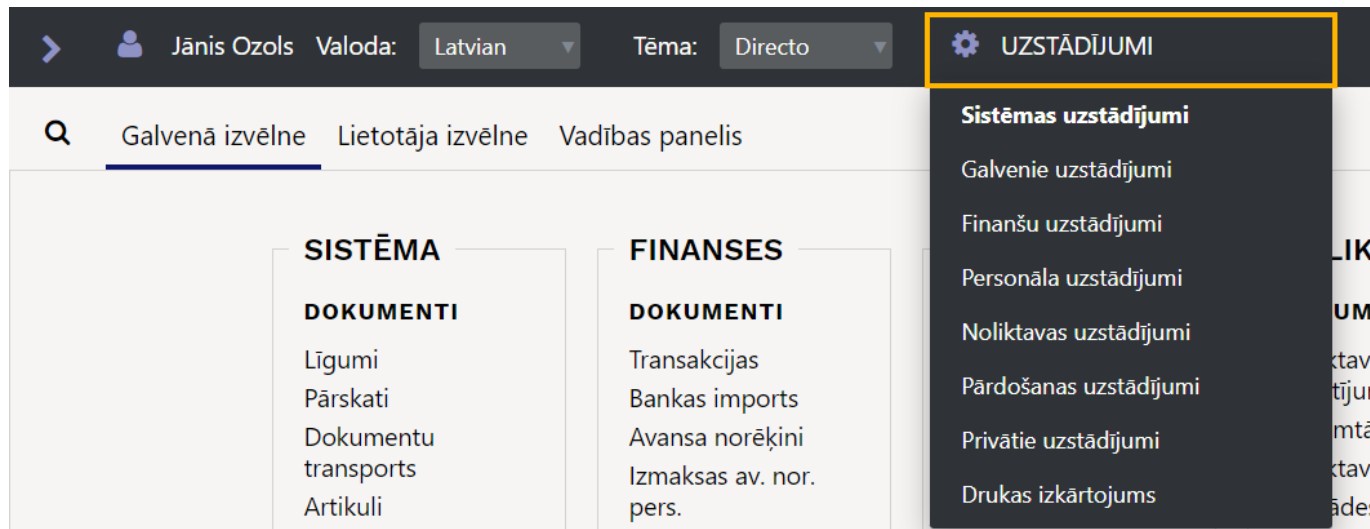 Jānis Ozols Valoda: Latvian Tēma: Directo UZSTĀDĪJUMI
Galvenā izvēlne Lietotāja izvēlne Vadības panelis
Sistēmas uzstādījumi
Galvenie uzstādījumi
Finanšu uzstādījumi
Personāla uzstādījumi
Noliktavas uzstādījumi
Pārdošanas uzstādījumi
Privātie uzstādījumi
Drukas izkārtojums
SISTĒMA
DOKUMENTI
Līgumi
Pārskati
Dokumentu
transports
Artikuli
FINANSES
DOKUMENTI
Transakcijas
Bankas imports
Avansa norēķini
Izmaksas av. nor.
pers.